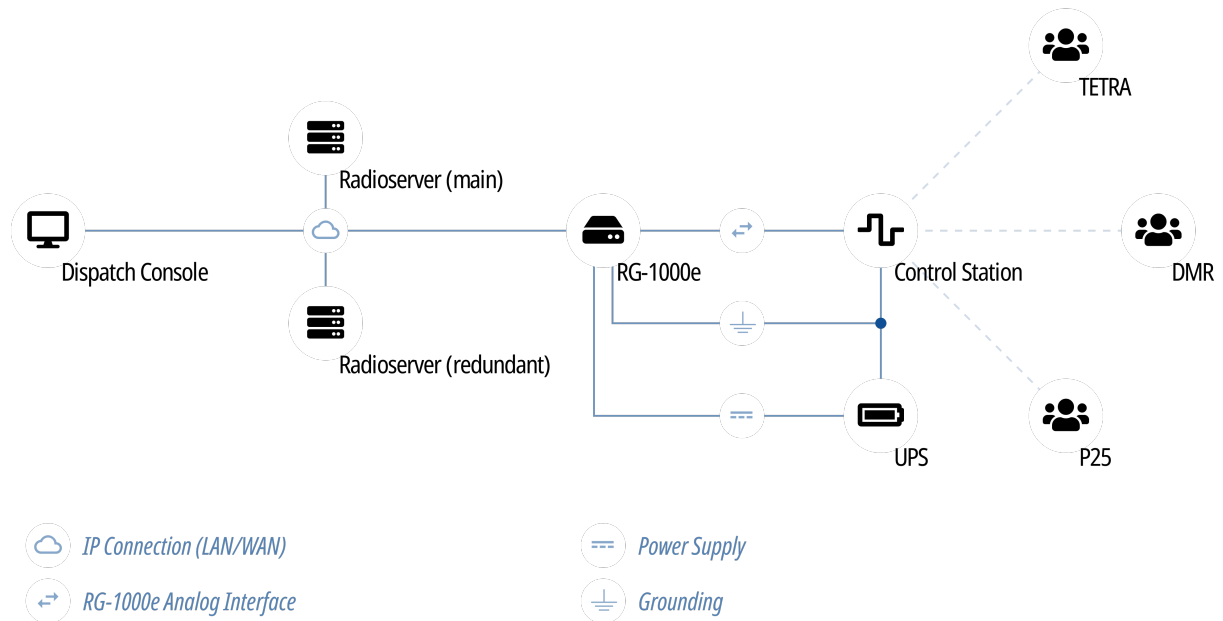 TETRA
Radioserver (main)
Dispatch Console
RG-1000e
Control Station
DMR
Radioserver (redundant)
UPS
P25
IP Connection (LAN/WAN)
Power Supply
RG-1000e Analog Interface
Grounding